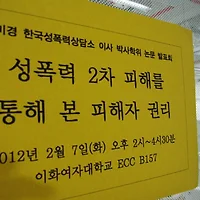 미경 한국성폭력상담소 이사 박사학위 논문 발표회
성폭력 2차 피해를
통해 본 피해자 권리
2012년 2월 7일(화) 오후 2시~4시30분
이화여자대학교 ECC B157